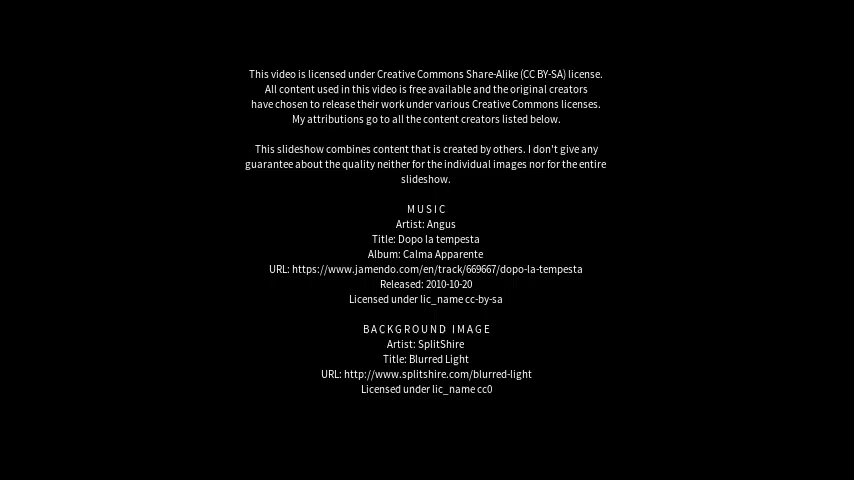 This video is licensed under Creative Commons Share-Alike (CC BY-SA) license.
All content used in this video is free available and the original creators
have chosen to release their work under various Creative Commons licenses.
My attributions go to all the content creators listed below.
This slideshow combines content that is created by others. I don't give any
guarantee about the quality neither for the individual images nor for the entire
slideshow.
MUSIC
Artist: Angus
Title: Dopo la tempesta
Album: Calma Apparente
URL: https://www.jamendo.com/en/track/669667/dopo-la-tempesta
Released: 2010-10-20
Licensed under lic_name cc-by-sa
BACKGROUND IMAGE
Artist: SplitShire
Title: Blurred Light
URL: http://www.splitshire.com/blurred-light
Licensed under lic_name cc0